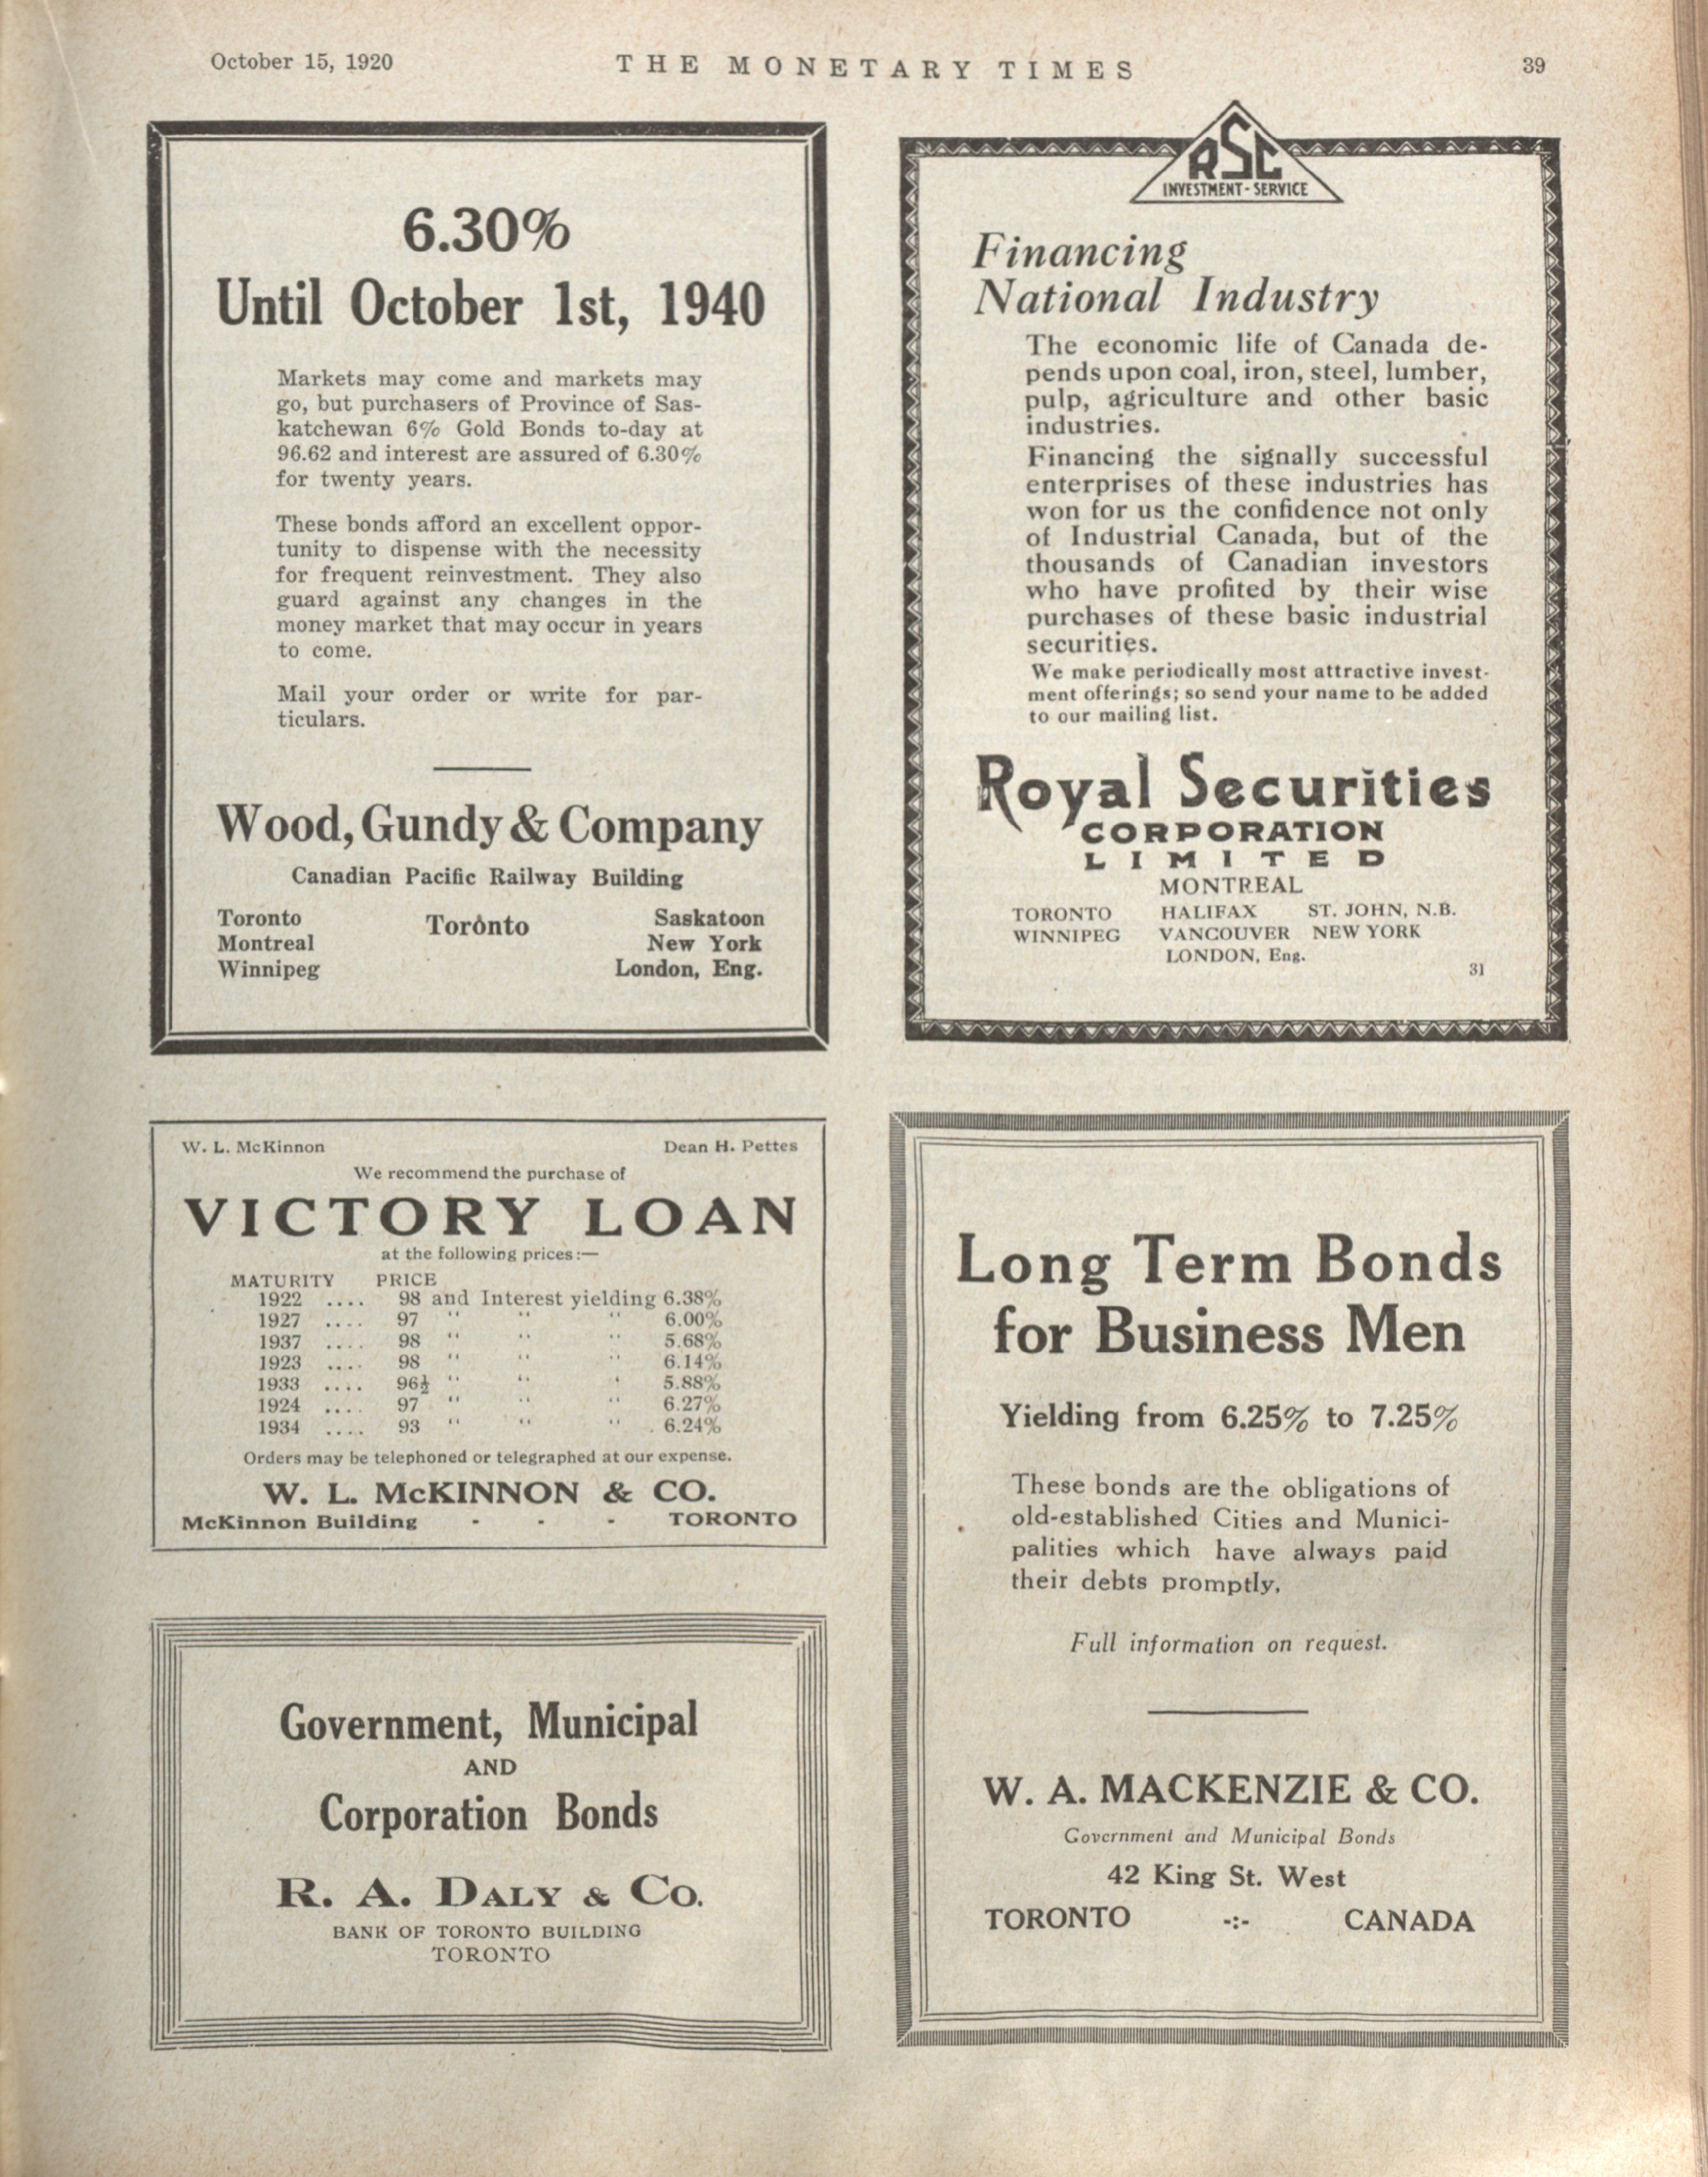 October 15, 1920
THE MONETARY TIMES
39
6.30%
Until October 1st, 1940
Markets may come and markets may
go, but purchasers of Province of Sas-
katchewan 6% Gold Bonds to-day at
96.62 and interest are assured of 6.30%
for twenty years.
These bonds afford an excellent oppor-
tunity to dispense with the necessity
for frequent reinvestment. They also
guard against any changes in the
money market that may occur in years
to come.
Mail your order or write for par-
ticulars.
Wood, Gundy & Company
Canadian Pacific Railway Building
Toronto
Toronto Saskatoon
Montreal New York
Winnipeg London, Eng.
RSC
INVESTMENT-SERVICE
Financing
National Industry
The economic life of Canada de-
pends upon coal, iron, steel, lumber,
pulp, agriculture and other basic
industries.
Financing the signally successful
enterprises of these industries has
won for us the confidence not only
of Industrial Canada, but of the
thousands of Canadian investors
who have profited by their wise
purchases of these basic industrial
securities.
We make periodically most attractive invest-
ment offerings; so send your name to be added
to our mailing list.
Royal Securities
CORPORATION
LIMITED
MONTREAL
TORONTO HALIFAX ST. JOHN, N.B.
WINNIPEG VANCOUVER NEW YORK
LONDON, Eng.
31
W. L. McKinnon Dean H. Pettes
We recommend the purchase of
VICTORY LOAN
at the following prices:—
MATURITY PRICE
1922 .... 98 and Interest yielding 6.38%
1927 .... 97 " " " 6.00%
1937 .... 98 " " " 5.68%
1923 .... 98 " " " 6.14%
1933 .... 96½ " " " 5.88%
1924 .... 97 " " " 6.27%
1934 .... 93 " " " 6.24%
Orders may be telephoned or telegraphed at our expense.
W. L. McKINNON & CO.
McKinnon Building - - - TORONTO
Government, Municipal
AND
Corporation Bonds
R. A. DALY & CO.
BANK OF TORONTO BUILDING
TORONTO
Long Term Bonds
for Business Men
Yielding from 6.25% to 7.25%
These bonds are the obligations of
old-established Cities and Munici-
palities which have always paid
their debts promptly.
Full information on request.
W. A. MACKENZIE & CO.
Government and Municipal Bonds
42 King St. West
TORONTO -:- CANADA